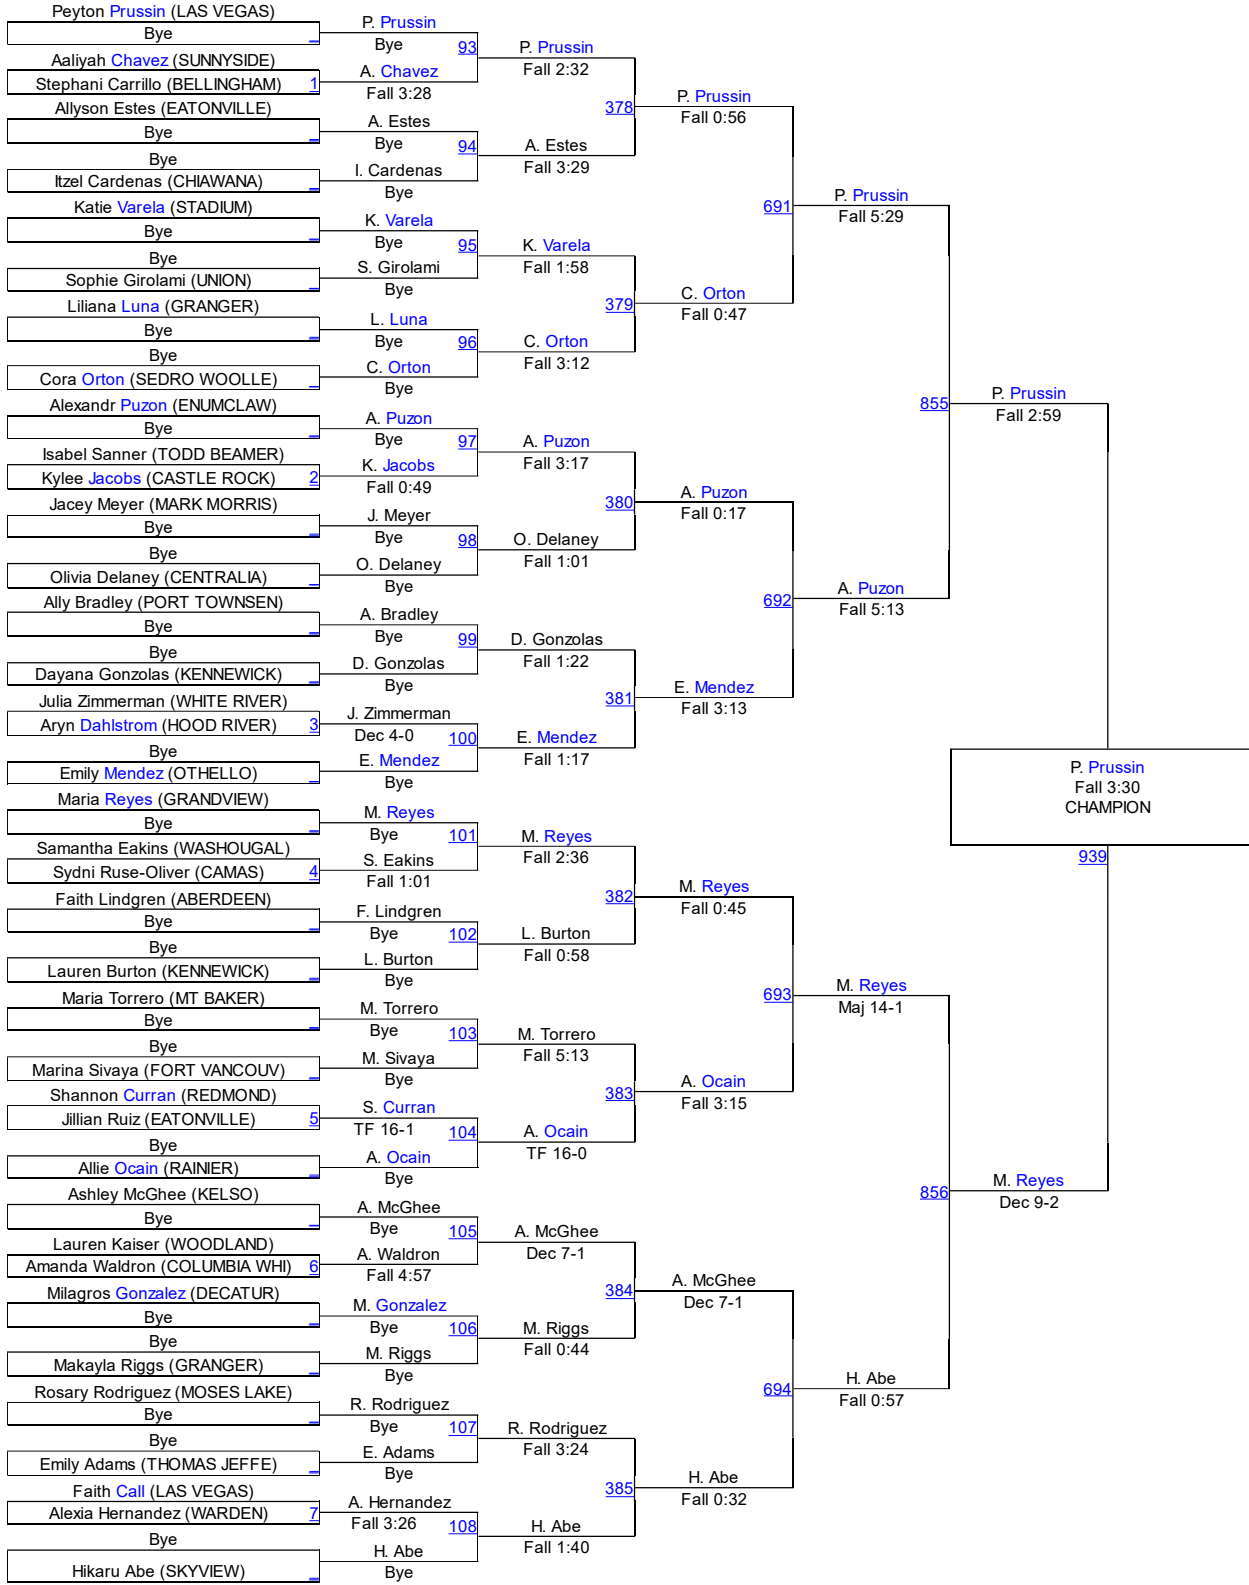 Peyton Prussin (LAS VEGAS)
Bye
Aaliyah Chavez (SUNNYSIDE)
Stephani Carrillo (BELLINGHAM) 1
Allyson Estes (EATONVILLE)
Bye
Bye
Itzel Cardenas (CHIAWANA)
Katie Varela (STADIUM)
Bye
Bye
Sophie Girolami (UNION)
Liliana Luna (GRANGER)
Bye
Bye
Cora Orton (SEDRO WOOLLE)
Alexandr Puzon (ENUMCLAW)
Bye
Isabel Sanner (TODD BEAMER)
Kylee Jacobs (CASTLE ROCK) 2
Jacey Meyer (MARK MORRIS)
Bye
Bye
Olivia Delaney (CENTRALIA)
Ally Bradley (PORT TOWNSEN)
Bye
Bye
Dayana Gonzolas (KENNEWICK)
Julia Zimmerman (WHITE RIVER)
Aryn Dahlstrom (HOOD RIVER) 3
Bye
Emily Mendez (OTHELLO)
Maria Reyes (GRANDVIEW)
Bye
Samantha Eakins (WASHOUGAL)
Sydni Ruse-Oliver (CAMAS) 4
Faith Lindgren (ABERDEEN)
Bye
Bye
Lauren Burton (KENNEWICK)
Maria Torrero (MT BAKER)
Bye
Bye
Marina Sivaya (FORT VANCOUV)
Shannon Curran (REDMOND)
Jillian Ruiz (EATONVILLE) 5
Bye
Allie Ocain (RAINIER)
Ashley McGhee (KELSO)
Bye
Lauren Kaiser (WOODLAND)
Amanda Waldron (COLUMBIA WHI) 6
Milagros Gonzalez (DECATUR)
Bye
Bye
Makayla Riggs (GRANGER)
Rosary Rodriguez (MOSES LAKE)
Bye
Bye
Emily Adams (THOMAS JEFFE)
Faith Call (LAS VEGAS)
Alexia Hernandez (WARDEN) 7
Bye
Hikaru Abe (SKYVIEW)
P. Prussin
Bye 93
A. Chavez
Fall 3:28
A. Estes
Bye 94
I. Cardenas
Bye
K. Varela
Bye 95
S. Girolami
Bye
L. Luna
Bye 96
C. Orton
Bye
A. Puzon
Bye 97
K. Jacobs
Fall 0:49
J. Meyer
Bye 98
O. Delaney
Bye
A. Bradley
Bye 99
D. Gonzolas
Bye
J. Zimmerman
Dec 4-0 100
E. Mendez
Bye
M. Reyes
Bye 101
S. Eakins
Fall 1:01
F. Lindgren
Bye 102
L. Burton
Bye
M. Torrero
Bye 103
M. Sivaya
Bye
S. Curran
TF 16-1 104
A. Ocain
Bye
A. McGhee
Bye 105
A. Waldron
Fall 4:57
M. Gonzalez
Bye 106
M. Riggs
Bye
R. Rodriguez
Bye 107
E. Adams
Bye
A. Hernandez
Fall 3:26 108
H. Abe
Bye
P. Prussin
Fall 2:32
378
A. Estes
Fall 3:29
K. Varela
Fall 1:58
379
C. Orton
Fall 3:12
A. Puzon
Fall 3:17
380
O. Delaney
Fall 1:01
D. Gonzolas
Fall 1:22
381
E. Mendez
Fall 1:17
M. Reyes
Fall 2:36
382
L. Burton
Fall 0:58
M. Torrero
Fall 5:13
383
A. Ocain
TF 16-0
A. McGhee
Dec 7-1
384
M. Riggs
Fall 0:44
R. Rodriguez
Fall 3:24
385
H. Abe
Fall 1:40
P. Prussin
Fall 0:56
691
C. Orton
Fall 0:47
A. Puzon
Fall 0:17
692
E. Mendez
Fall 3:13
M. Reyes
Fall 0:45
693
A. Ocain
Fall 3:15
A. McGhee
Dec 7-1
694
H. Abe
Fall 0:32
P. Prussin
Fall 5:29
855
A. Puzon
Fall 5:13
M. Reyes
Maj 14-1
856
H. Abe
Fall 0:57
P. Prussin
Fall 2:59
M. Reyes
Dec 9-2
P. Prussin
Fall 3:30
CHAMPION
939